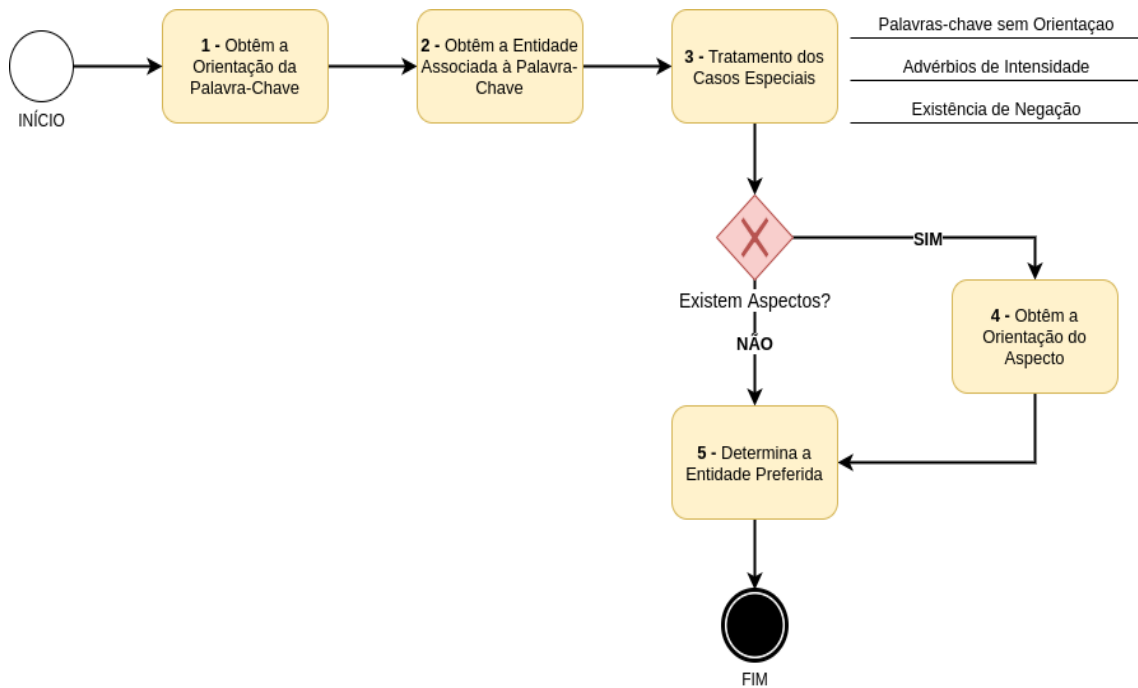 1 - Obtêm a
Orientação da
Palavra-Chave
2 - Obtêm a Entidade
Associada à Palavra-
Chave
3 - Tratamento dos
Casos Especiais
Palavras-chave sem Orientaçao
Advérbios de Intensidade
Existência de Negação
INÍCIO
SIM
Existem Aspectos?
NÃO
4 - Obtêm a
Orientação do
Aspecto
5 - Determina a
Entidade Preferida
FIM